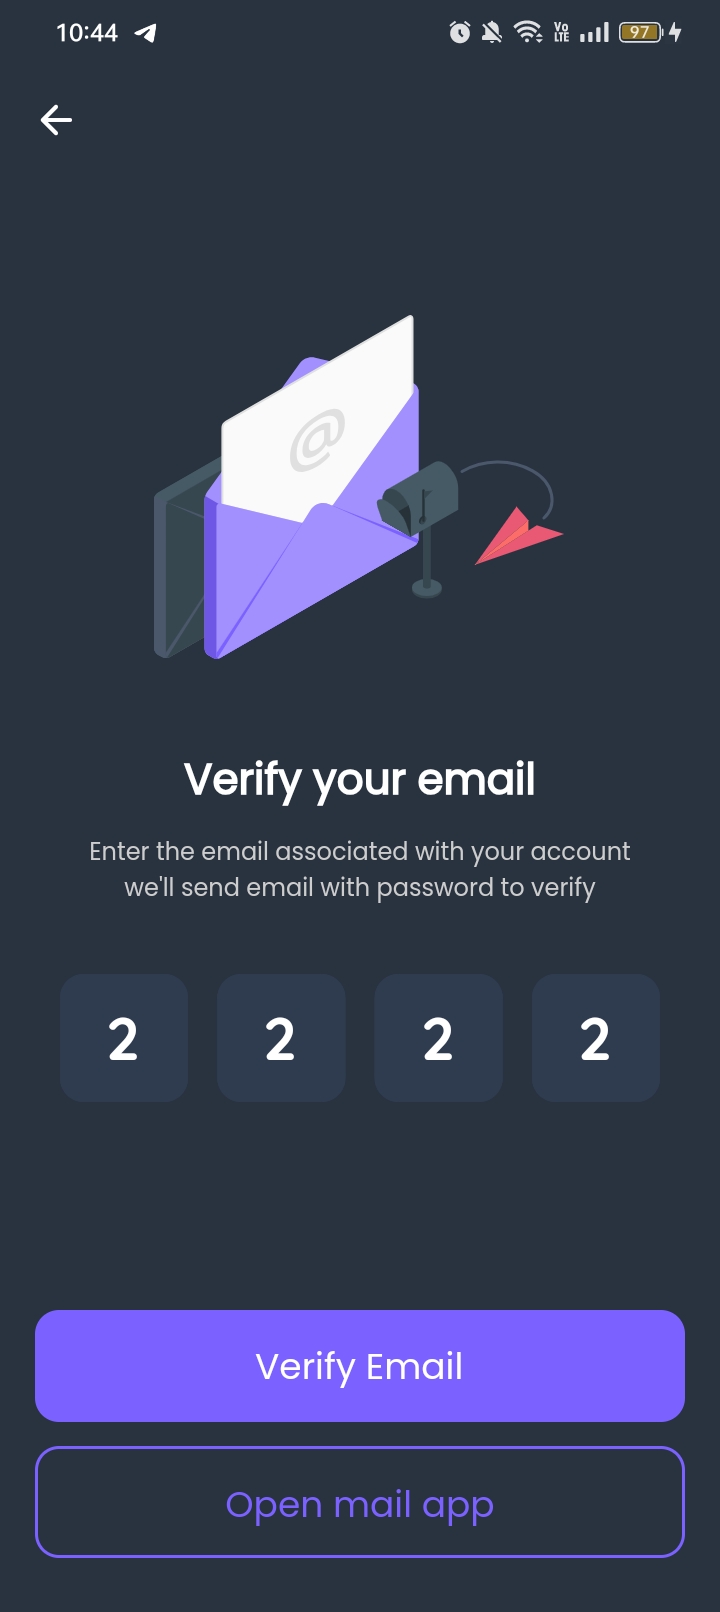 10:44
Vo
LTE
97
@
Verify your email
Enter the email associated with your account
we'll send email with password to verify
2 2 2 2
Verify Email
Open mail app